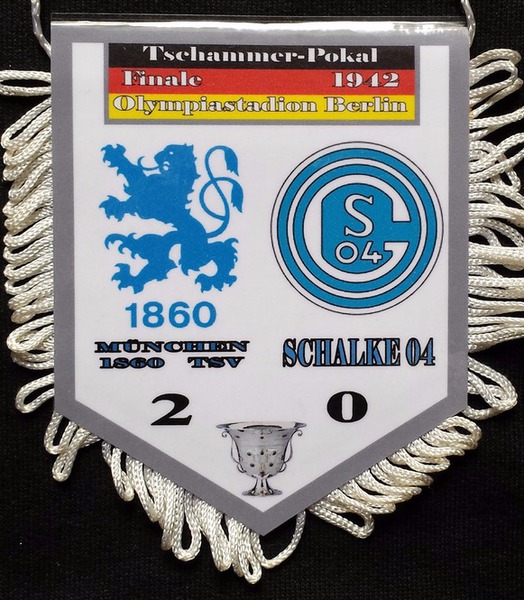 Tschammer-Pokal
Finale 1942
Olympiastadion Berlin
S
04
1860
MÜNCHEN
1860 TSV
SCHALKE 04
2 0